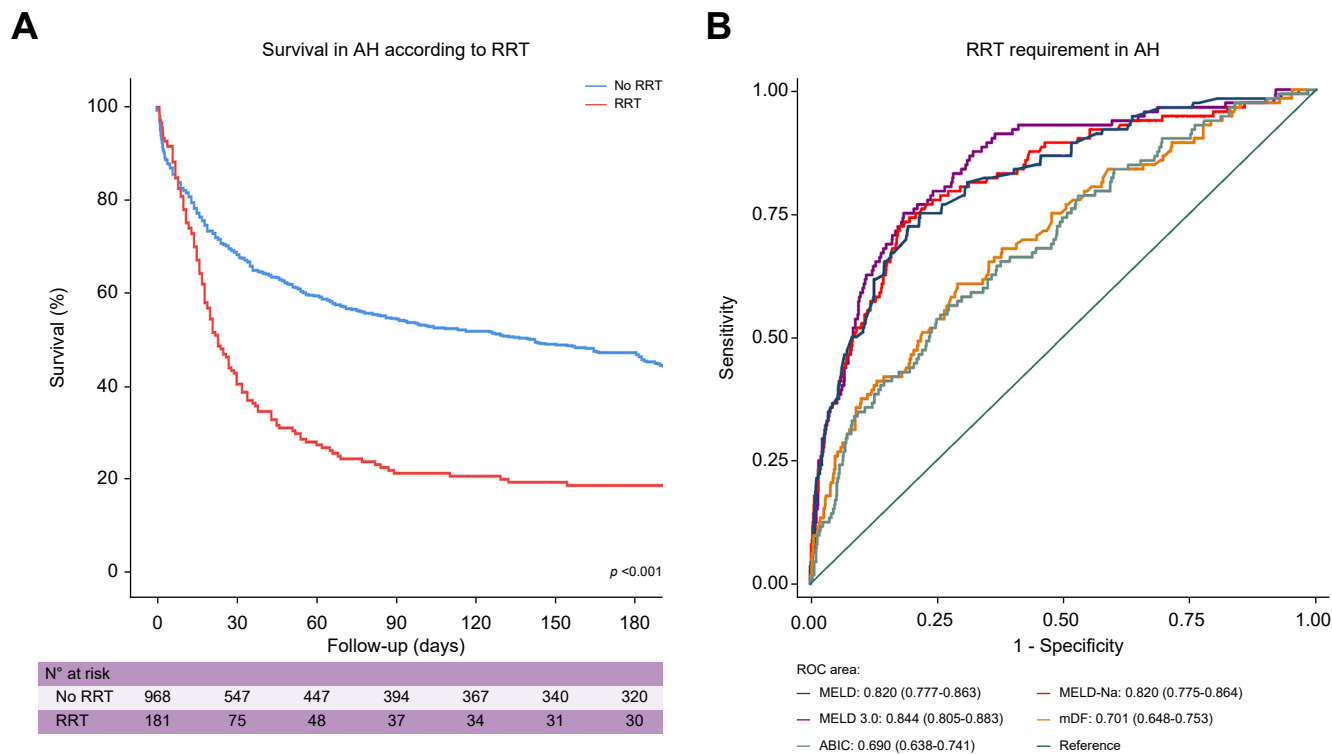 A
Survival in AH according to RRT
No RRT
RRT
Survival (%)
100
80
60
40
20
0
p <0.001
0 30 60 90 120 150 180
Follow-up (days)
N° at risk
No RRT 968 547 447 394 367 340 320
RRT 181 75 48 37 34 31 30
B
RRT requirement in AH
Sensitivity
1.00
0.75
0.50
0.25
0.00
0.00 0.25 0.50 0.75 1.00
1 - Specificity
ROC area:
MELD: 0.820 (0.777-0.863) MELD-Na: 0.820 (0.775-0.864)
MELD 3.0: 0.844 (0.805-0.883) mDF: 0.701 (0.648-0.753)
ABIC: 0.690 (0.638-0.741) Reference